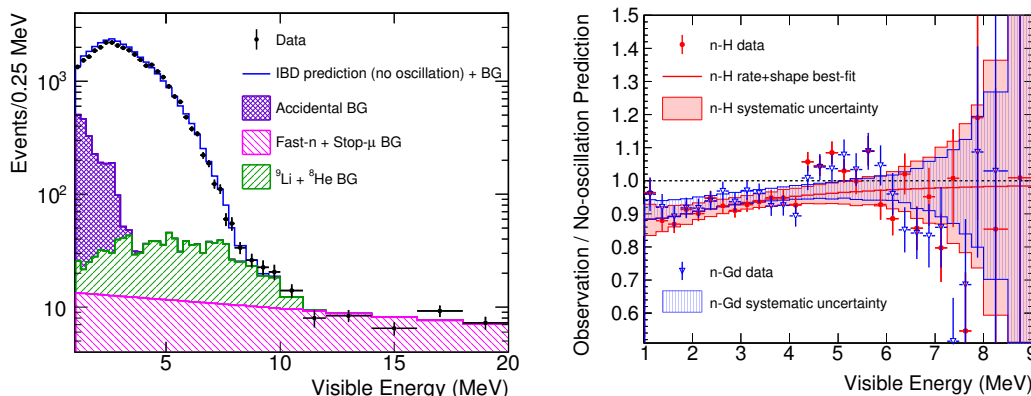 Events/0.25 MeV
10³
10²
10
Data
IBD prediction (no oscillation) + BG
Accidental BG
Fast-n + Stop-μ BG
⁹Li + ⁸He BG
5 10 15 20
Visible Energy (MeV)
Observation / No-oscillation Prediction
1.5
1.4
1.3
1.2
1.1
1.0
0.9
0.8
0.7
0.6
n-H data
n-H rate+shape best-fit
n-H systematic uncertainty
n-Gd data
n-Gd systematic uncertainty
1 2 3 4 5 6 7 8 9
Visible Energy (MeV)